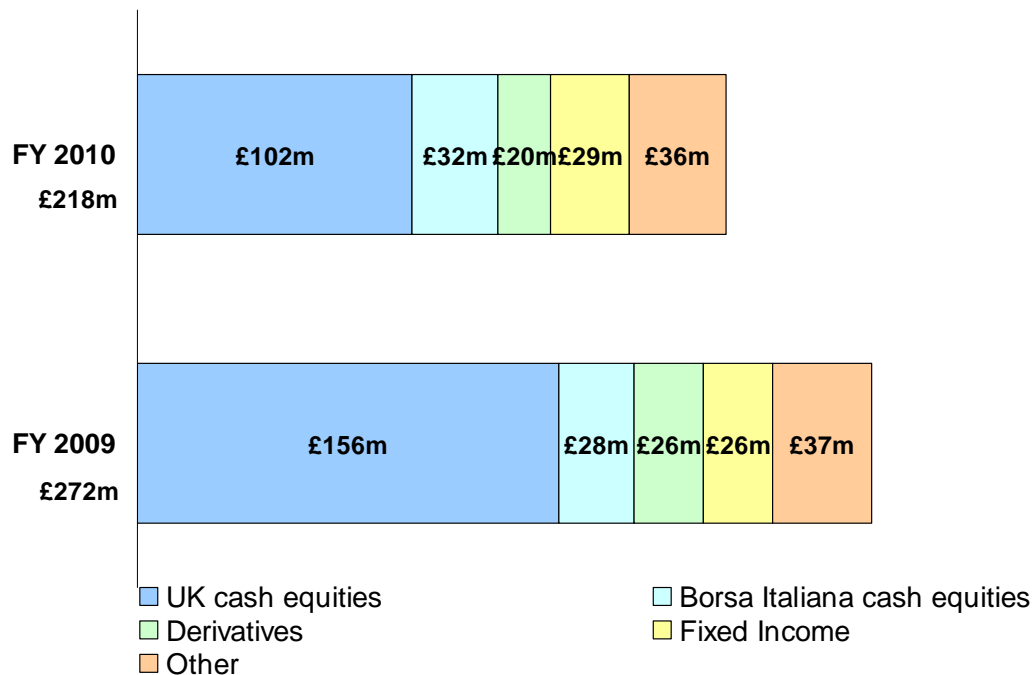 FY 2010
£218m
£102m £32m £20m £29m £36m
FY 2009
£272m
£156m £28m £26m £26m £37m
UK cash equities
Borsa Italiana cash equities
Derivatives
Fixed Income
Other